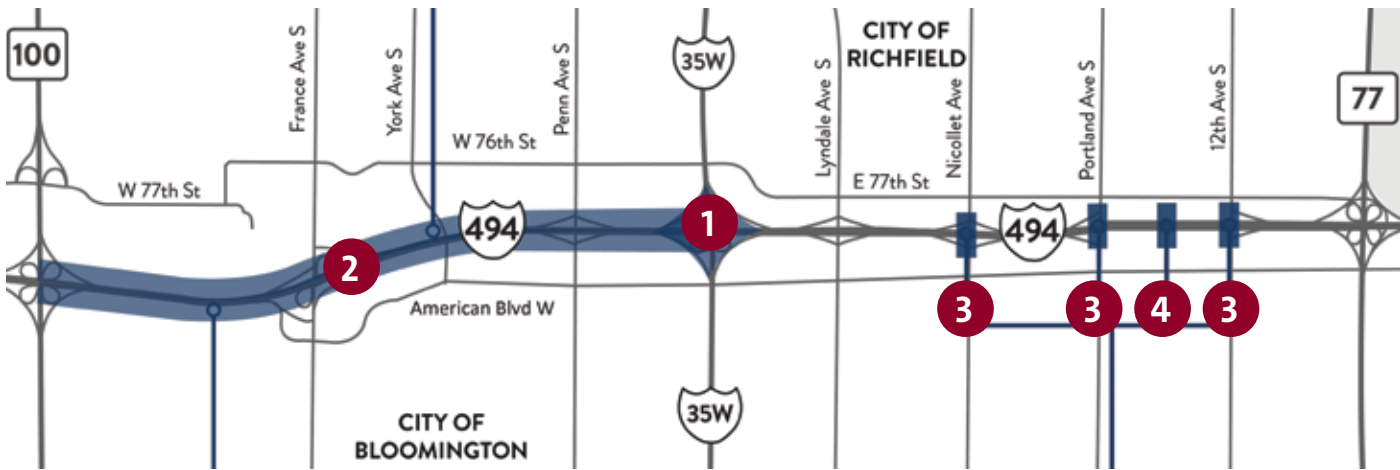 100
France Ave S
York Ave S
Penn Ave S
35W
Lyndale Ave S
CITY OF
RICHFIELD
Nicollet Ave
Portland Ave S
12th Ave S
77
W 76th St
W 77th St
E 77th St
494
1
494
2
American Blvd W
3
3
4
3
35W
CITY OF
BLOOMINGTON